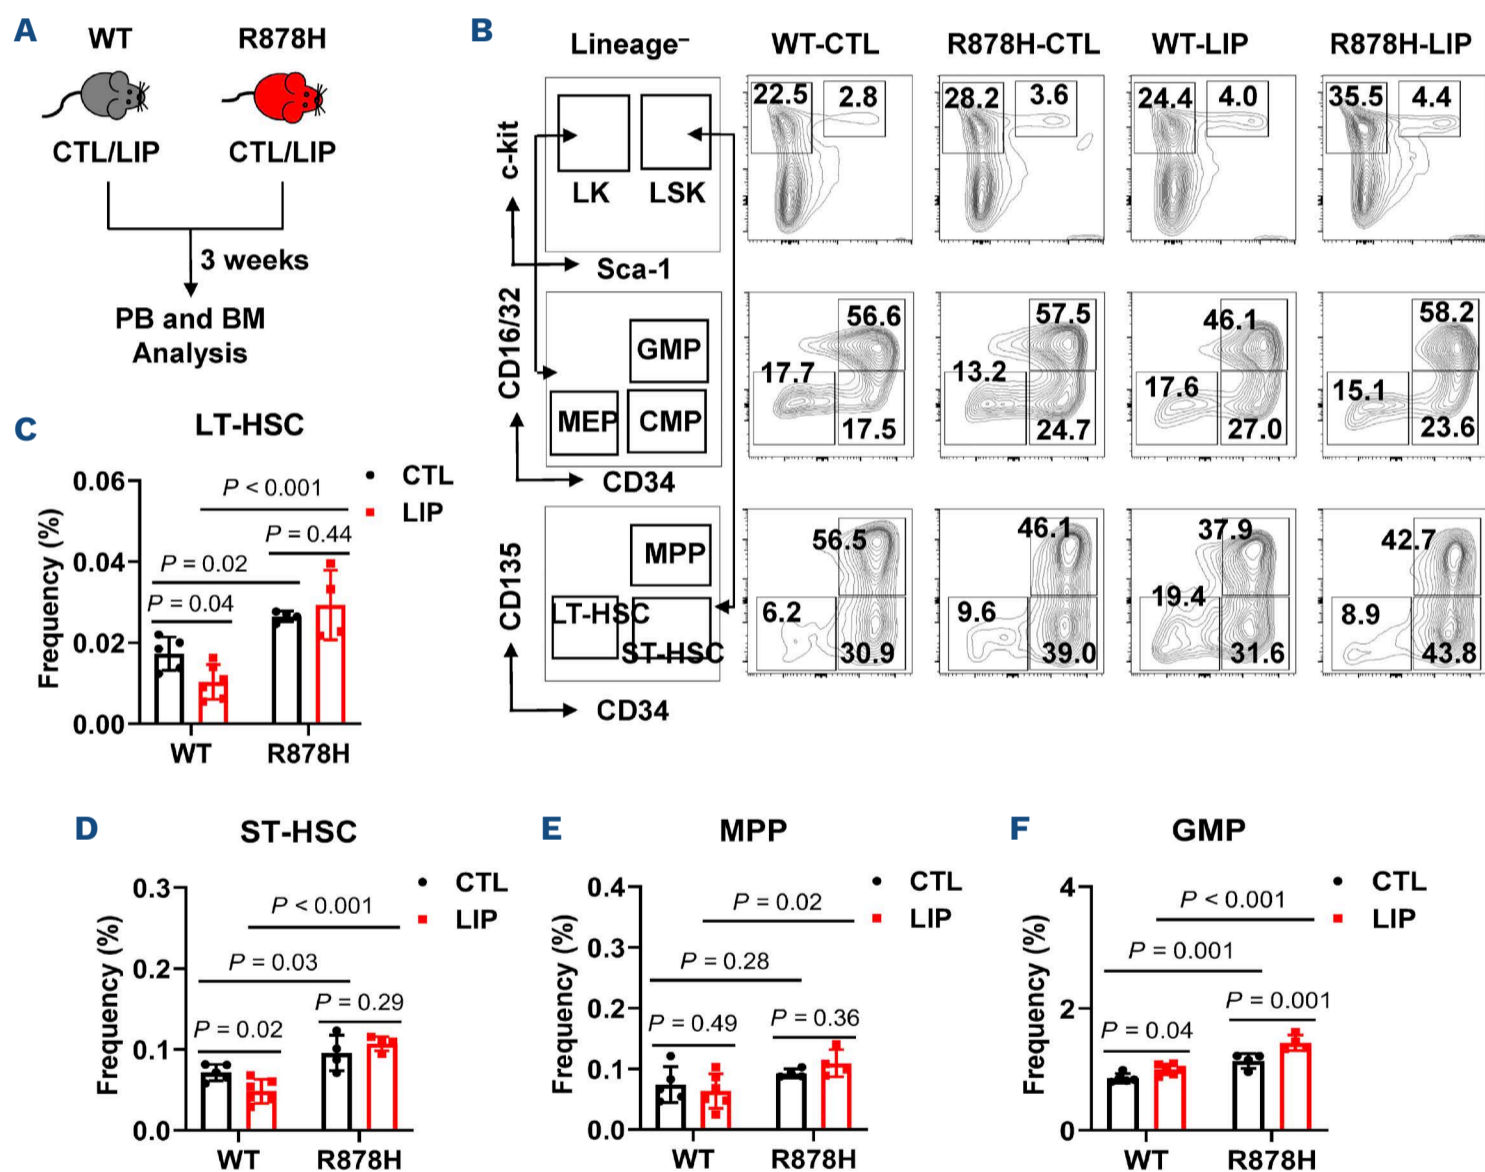 A
WT
R878H
CTL/LIP
CTL/LIP
3 weeks
PB and BM
Analysis
B
Lineage–
WT-CTL
R878H-CTL
WT-LIP
R878H-LIP
c-kit
LK
LSK
Sca-1
22.5
2.8
28.2
3.6
24.4
4.0
35.5
4.4
CD16/32
GMP
MEP
CMP
CD34
56.6
17.7
17.5
57.5
13.2
24.7
46.1
17.6
27.0
58.2
15.1
23.6
CD135
MPP
LT-HSC
ST-HSC
CD34
56.5
6.2
30.9
46.1
9.6
39.0
37.9
19.4
31.6
42.7
8.9
43.8
C
LT-HSC
CTL
LIP
Frequency (%)
0.06
0.04
0.02
0.00
P < 0.001
P = 0.44
P = 0.02
P = 0.04
WT
R878H
D
ST-HSC
CTL
LIP
Frequency (%)
0.3
0.2
0.1
0.0
P < 0.001
P = 0.03
P = 0.29
P = 0.02
WT
R878H
E
MPP
CTL
LIP
Frequency (%)
0.4
0.3
0.2
0.1
0.0
P = 0.02
P = 0.28
P = 0.49
P = 0.36
WT
R878H
F
GMP
CTL
LIP
Frequency (%)
4
2
0
P < 0.001
P = 0.001
P = 0.001
P = 0.04
WT
R878H